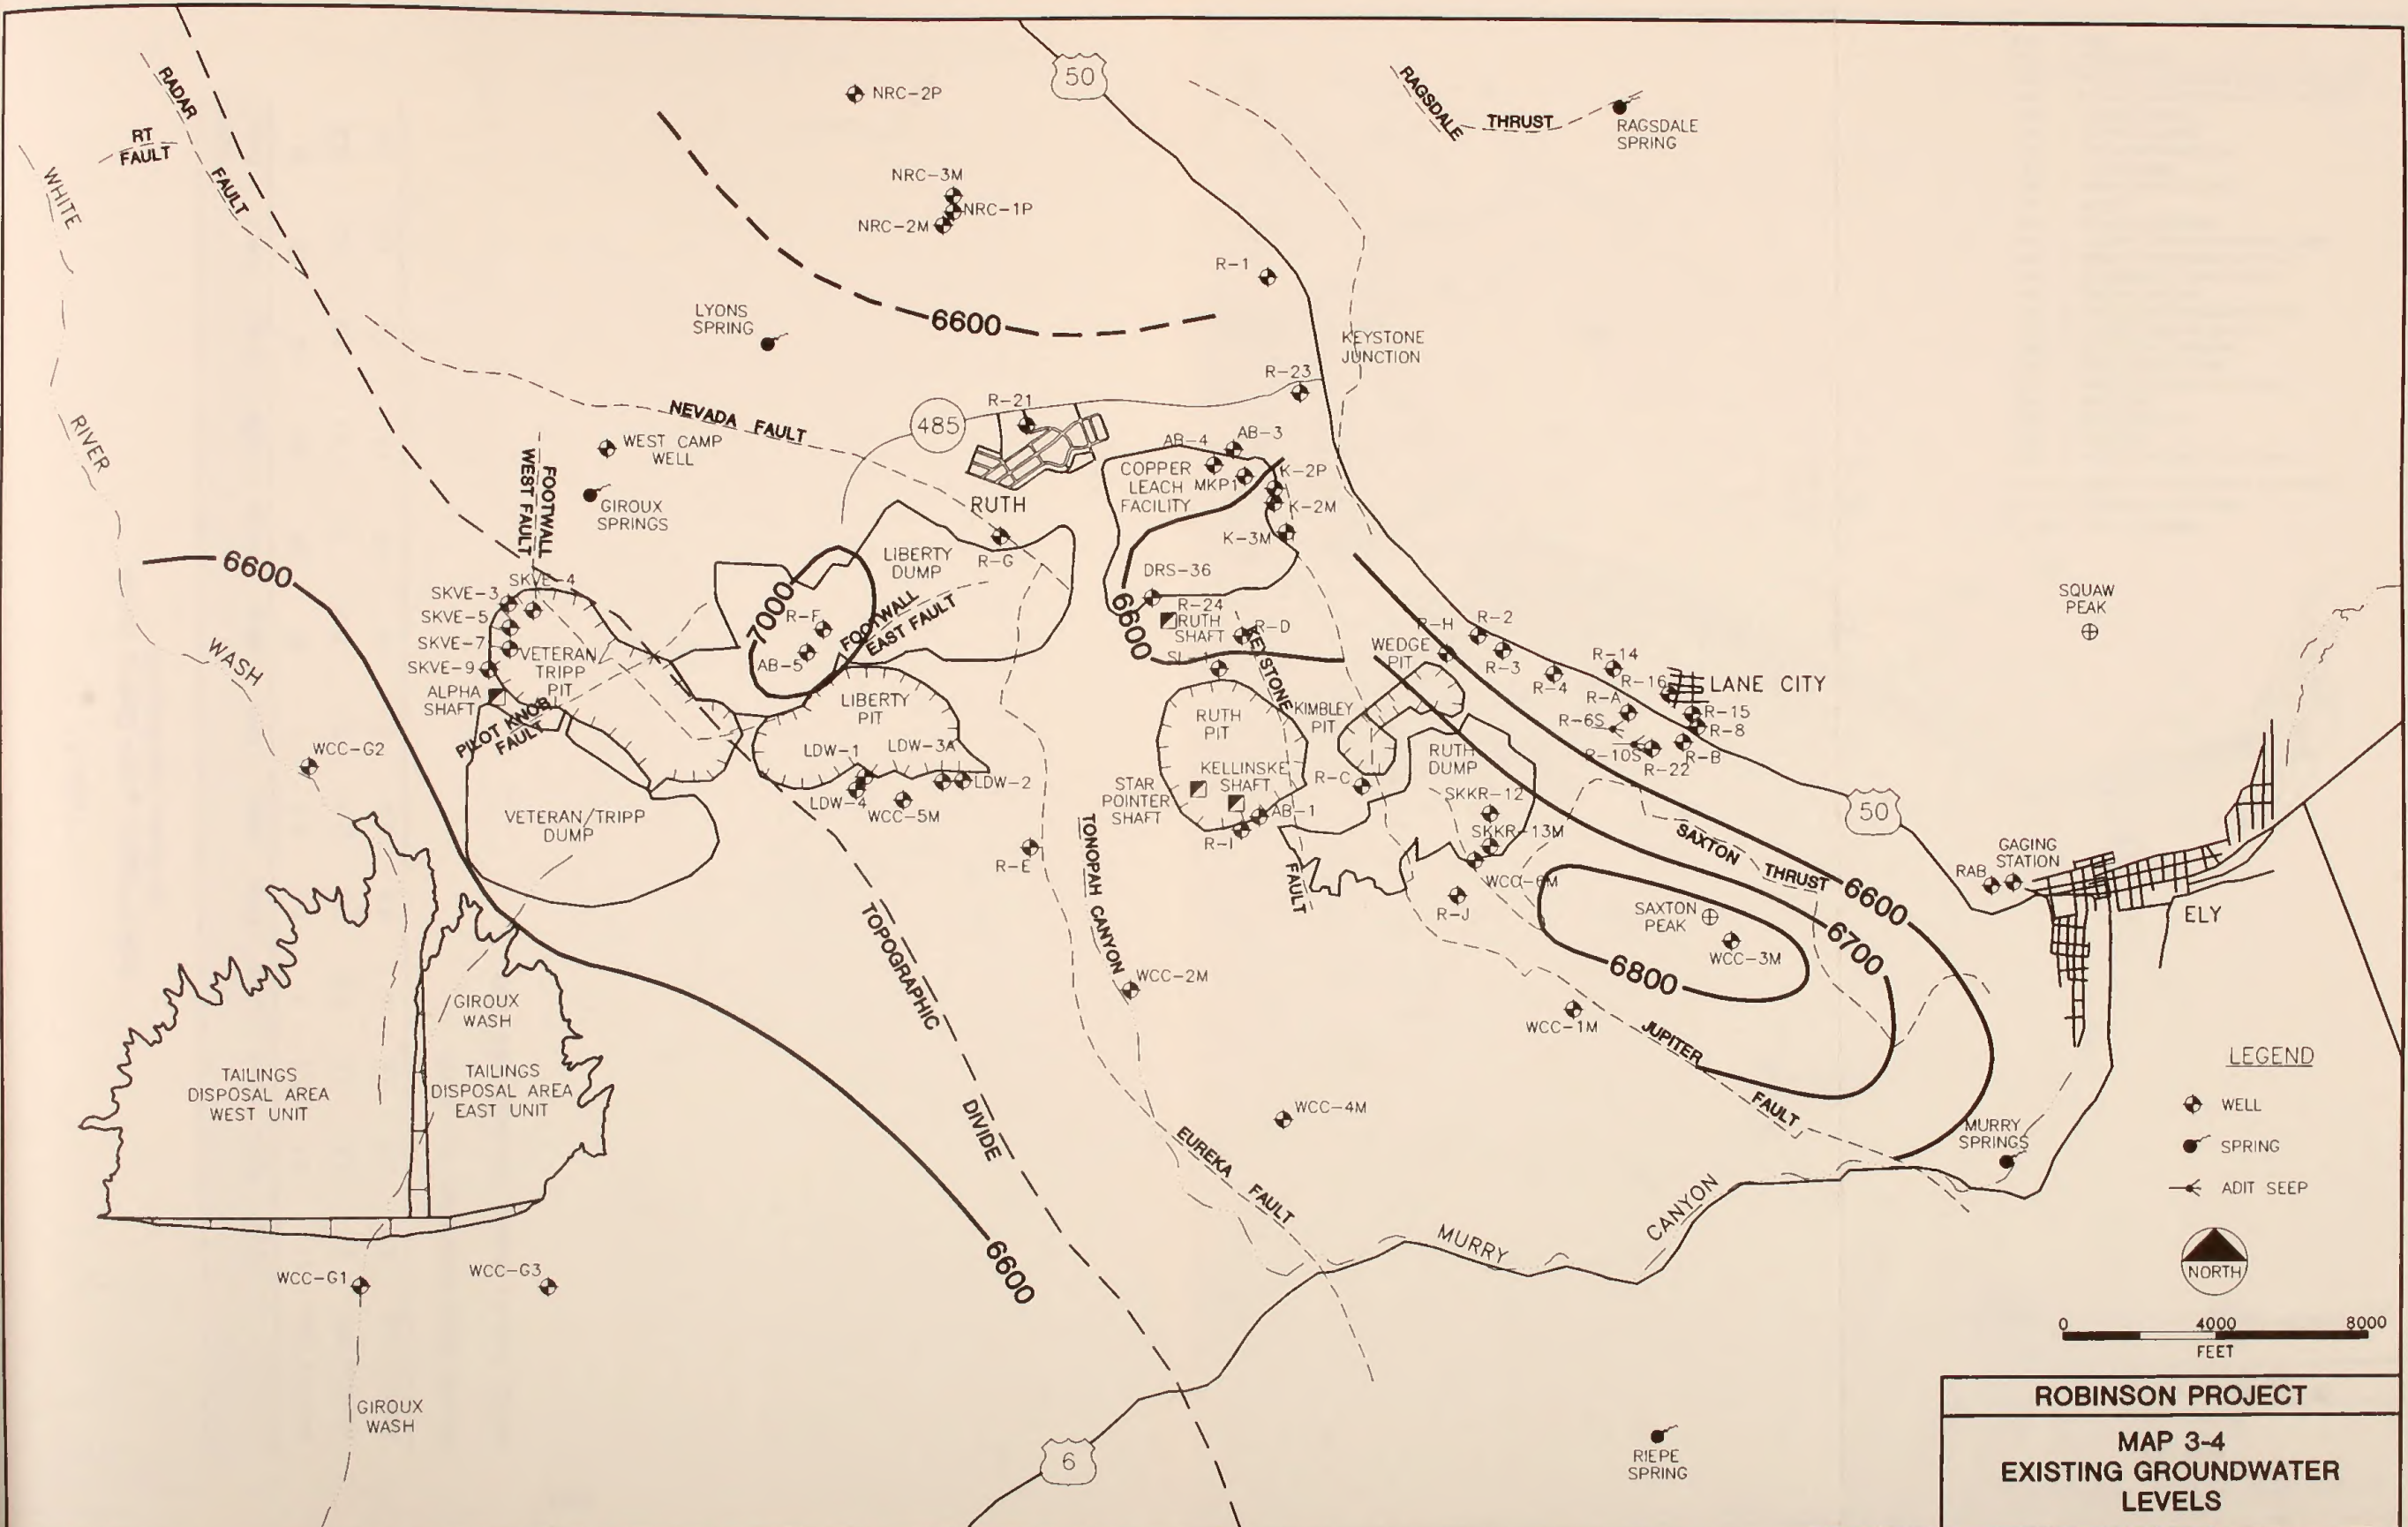 50
NRC-2P
RADAR
FAULT
RT
FAULT
RAGSDALE
THRUST
RAGSDALE
SPRING
WHITE
RIVER
WASH
NRC-3M
NRC-1P
NRC-2M
R-1
LYONS
SPRING
6600
KEYSTONE
JUNCTION
R-23
NEVADA FAULT
485
R-21
RUTH
WEST CAMP
WELL
GIROUX
SPRINGS
FOOTWALL
WEST FAULT
AB-4
AB-3
COPPER
LEACH
FACILITY
MKP1
K-2P
K-2M
K-3M
6600
SKVE-3
SKVE-4
SKVE-5
SKVE-7
SKVE-9
ALPHA
SHAFT
VETERAN
TRIPP
PIT
PILOT KNOB
FAULT
LIBERTY
DUMP
R-G
7000
R-F
AB-5
FOOTWALL
EAST FAULT
DRS-36
R-24
RUTH
SHAFT
R-D
6600
SL-1
KEYSTONE
FAULT
WEDGE
PIT
R-H
R-2
R-3
R-4
R-14
R-16
LANE CITY
R-A
R-15
R-6S
R-8
R-10S
R-B
R-22
SQUAW
PEAK
WCC-G2
LIBERTY
PIT
LDW-1
LDW-3A
LDW-2
LDW-4
WCC-5M
RUTH
PIT
KIMBLEY
PIT
RUTH
DUMP
KELLINSKE
SHAFT
STAR
POINTER
SHAFT
R-C
AB-1
R-I
SKKR-12
SKKR-13M
WCC-6M
R-J
VETERAN/TRIPP
DUMP
R-E
TONOPAH CANYON
TOPOGRAPHIC
DIVIDE
SAXTON
THRUST
50
GAGING
STATION
RAB
ELY
6600
6700
6800
SAXTON
PEAK
WCC-3M
WCC-2M
WCC-1M
JUPITER
FAULT
GIROUX
WASH
TAILINGS
DISPOSAL AREA
WEST UNIT
TAILINGS
DISPOSAL AREA
EAST UNIT
WCC-4M
EUREKA
FAULT
MURRY
CANYON
MURRY
SPRINGS
6600
WCC-G1
WCC-G3
GIROUX
WASH
6
RIEPE
SPRING
LEGEND
WELL
SPRING
ADIT SEEP
NORTH
0 4000 8000
FEET
ROBINSON PROJECT
MAP 3-4
EXISTING GROUNDWATER
LEVELS